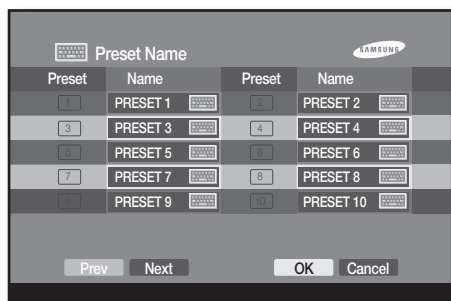 Preset Name
SAMSUNG
Preset Name Preset Name
1 PRESET 1 2 PRESET 2
3 PRESET 3 4 PRESET 4
5 PRESET 5 6 PRESET 6
7 PRESET 7 8 PRESET 8
9 PRESET 9 10 PRESET 10
Prev Next OK Cancel